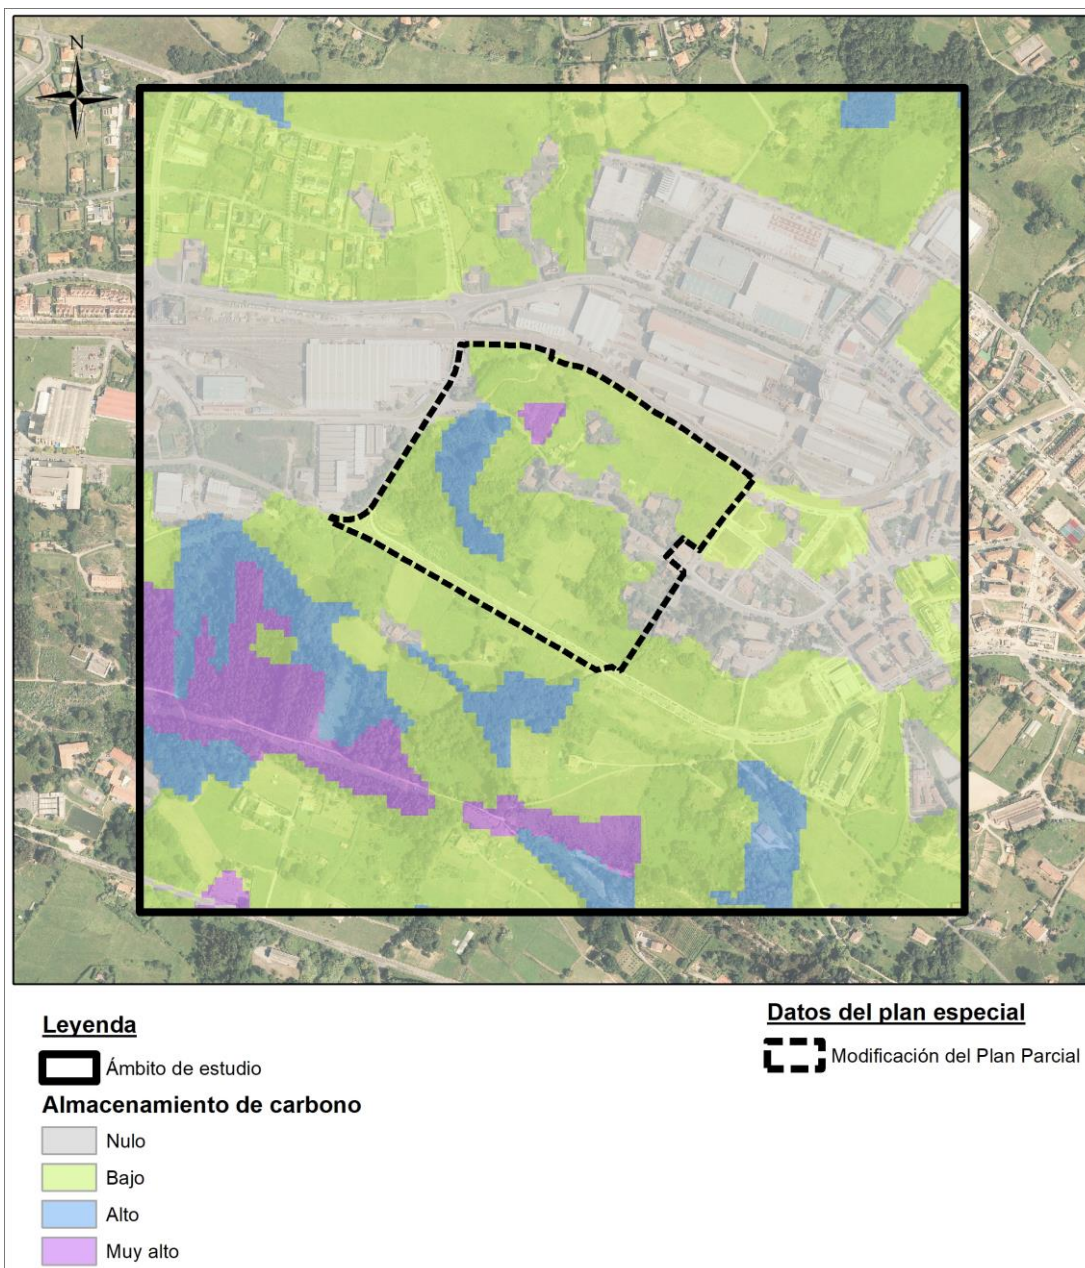 N
Leyenda
Ámbito de estudio
Almacenamiento de carbono
Nulo
Bajo
Alto
Muy alto
Datos del plan especial
Modificación del Plan Parcial